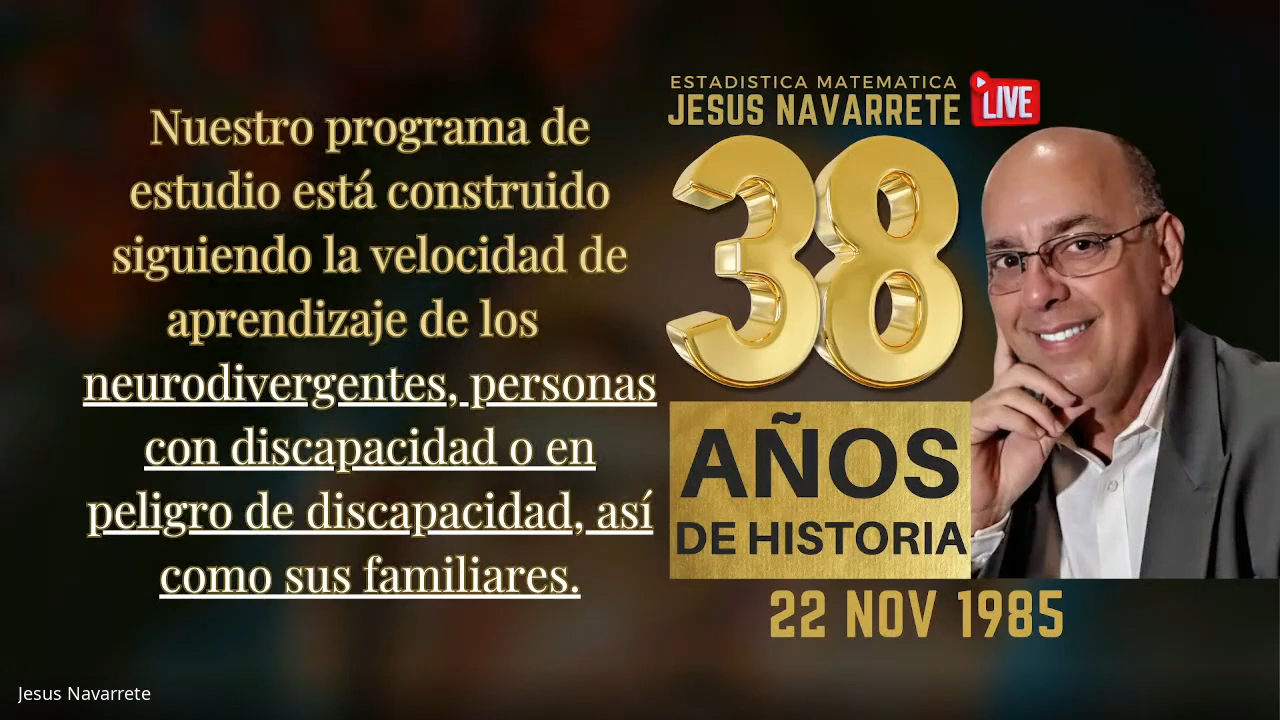 Nuestro programa de
estudio está construido
siguiendo la velocidad de
aprendizaje de los
neurodivergentes, personas
con discapacidad o en
peligro de discapacidad, así
como sus familiares.
ESTADISTICA MATEMATICA
JESUS NAVARRETE
LIVE
38
AÑOS
DE HISTORIA
22 NOV 1985
Jesus Navarrete